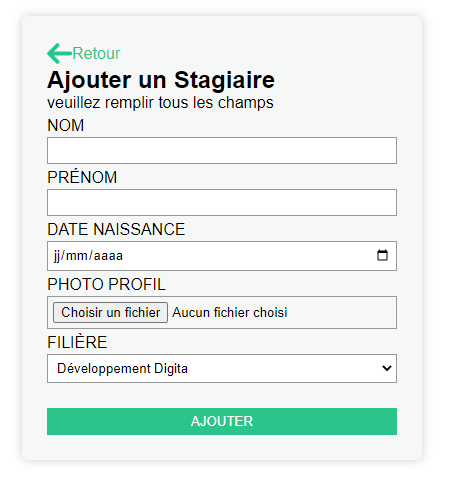 Retour
Ajouter un Stagiaire
veuillez remplir tous les champs
NOM
PRÉNOM
DATE NAISSANCE
jj/mm/aaaa
PHOTO PROFIL
Choisir un fichier Aucun fichier choisi
FILIÈRE
Développement Digita
AJOUTER